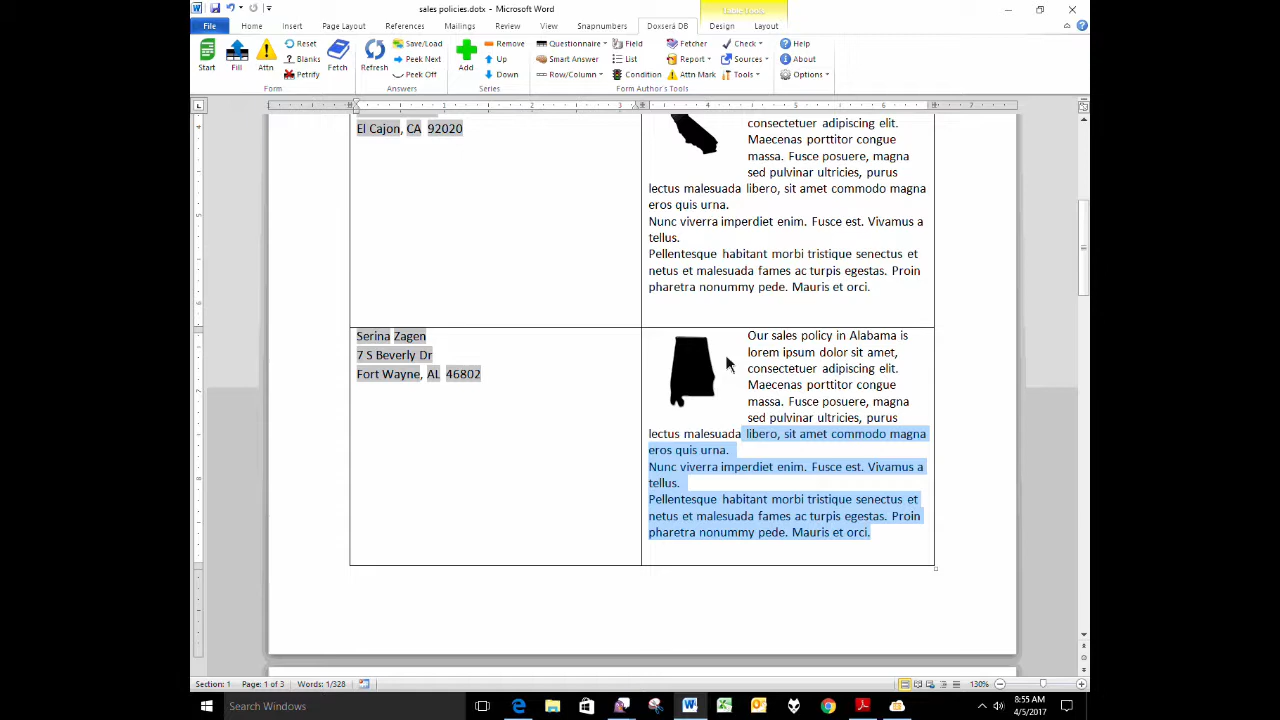 sales policies.dotx - Microsoft Word
Table Tools
File Home Insert Page Layout References Mailings Review View Snapnumbers Doxserá DB Design Layout
Start Fill Attn Reset Blanks Petrify Fetch
Form
Refresh Save/Load Peek Next Peek Off
Answers
Add Remove Up Down
Series
Questionnaire Smart Answer Row/Column Field List Condition Fetcher Report Attn Mark Check Sources Tools
Form Author's Tools
Help About Options
El Cajon, CA 92020
consectetuer adipiscing elit.
Maecenas porttitor congue
massa. Fusce posuere, magna
sed pulvinar ultricies, purus
lectus malesuada libero, sit amet commodo magna
eros quis urna.
Nunc viverra imperdiet enim. Fusce est. Vivamus a
tellus.
Pellentesque habitant morbi tristique senectus et
netus et malesuada fames ac turpis egestas. Proin
pharetra nonummy pede. Mauris et orci.
Serina Zagen
7 S Beverly Dr
Fort Wayne, AL 46802
Our sales policy in Alabama is
lorem ipsum dolor sit amet,
consectetuer adipiscing elit.
Maecenas porttitor congue
massa. Fusce posuere, magna
sed pulvinar ultricies, purus
lectus malesuada libero, sit amet commodo magna
eros quis urna.
Nunc viverra imperdiet enim. Fusce est. Vivamus a
tellus.
Pellentesque habitant morbi tristique senectus et
netus et malesuada fames ac turpis egestas. Proin
pharetra nonummy pede. Mauris et orci.
Section: 1 Page: 1 of 3 Words: 1/328 130%
Search Windows
8:55 AM
4/5/2017